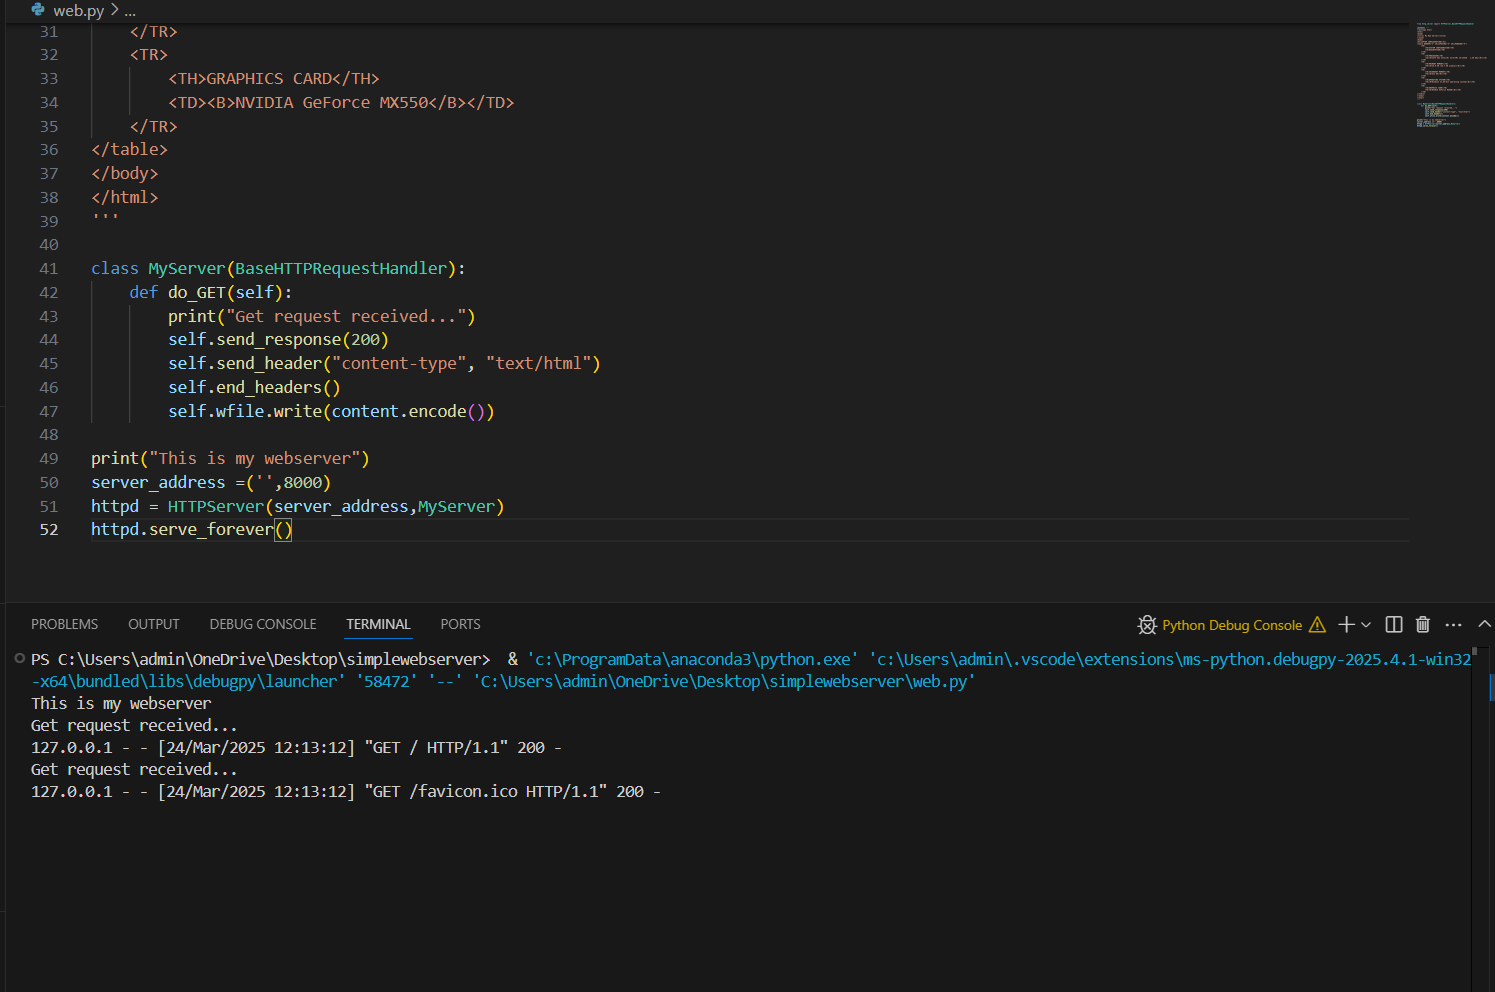 web.py > ...
31 </TR>
32 <TR>
33 <TH>GRAPHICS CARD</TH>
34 <TD><B>NVIDIA GeForce MX550</B></TD>
35 </TR>
36 </table>
37 </body>
38 </html>
39 '''
40
41 class MyServer(BaseHTTPRequestHandler):
42 def do_GET(self):
43 print("Get request received...")
44 self.send_response(200)
45 self.send_header("content-type", "text/html")
46 self.end_headers()
47 self.wfile.write(content.encode())
48
49 print("This is my webserver")
50 server_address =('',8000)
51 httpd = HTTPServer(server_address,MyServer)
52 httpd.serve_forever()
PROBLEMS OUTPUT DEBUG CONSOLE TERMINAL PORTS Python Debug Console
PS C:\Users\admin\OneDrive\Desktop\simplewebserver> & 'c:\ProgramData\anaconda3\python.exe' 'c:\Users\admin\.vscode\extensions\ms-python.debugpy-2025.4.1-win32
-x64\bundled\libs\debugpy\launcher' '58472' '--' 'C:\Users\admin\OneDrive\Desktop\simplewebserver\web.py'
This is my webserver
Get request received...
127.0.0.1 - - [24/Mar/2025 12:13:12] "GET / HTTP/1.1" 200 -
Get request received...
127.0.0.1 - - [24/Mar/2025 12:13:12] "GET /favicon.ico HTTP/1.1" 200 -